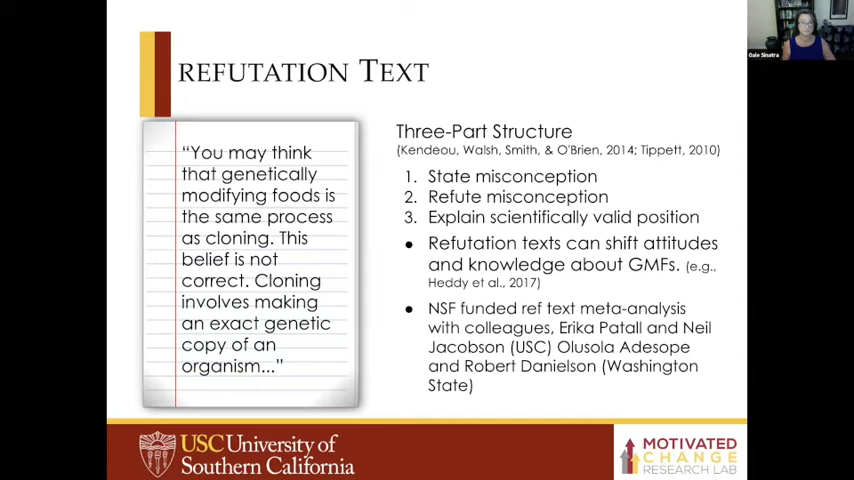 REFUTATION TEXT
“You may think
that genetically
modifying foods is
the same process
as cloning. This
belief is not
correct. Cloning
involves making
an exact genetic
copy of an
organism...”
Three-Part Structure
(Kendeou, Walsh, Smith, & O'Brien, 2014; Tippett, 2010)
1. State misconception
2. Refute misconception
3. Explain scientifically valid position
● Refutation texts can shift attitudes
and knowledge about GMFs. (e.g.,
Heddy et al., 2017)
● NSF funded ref text meta-analysis
with colleagues, Erika Patall and Neil
Jacobson (USC) Olusola Adesope
and Robert Danielson (Washington
State)
USC University of
Southern California
MOTIVATED
CHANGE
RESEARCH LAB
Gale Sinatra